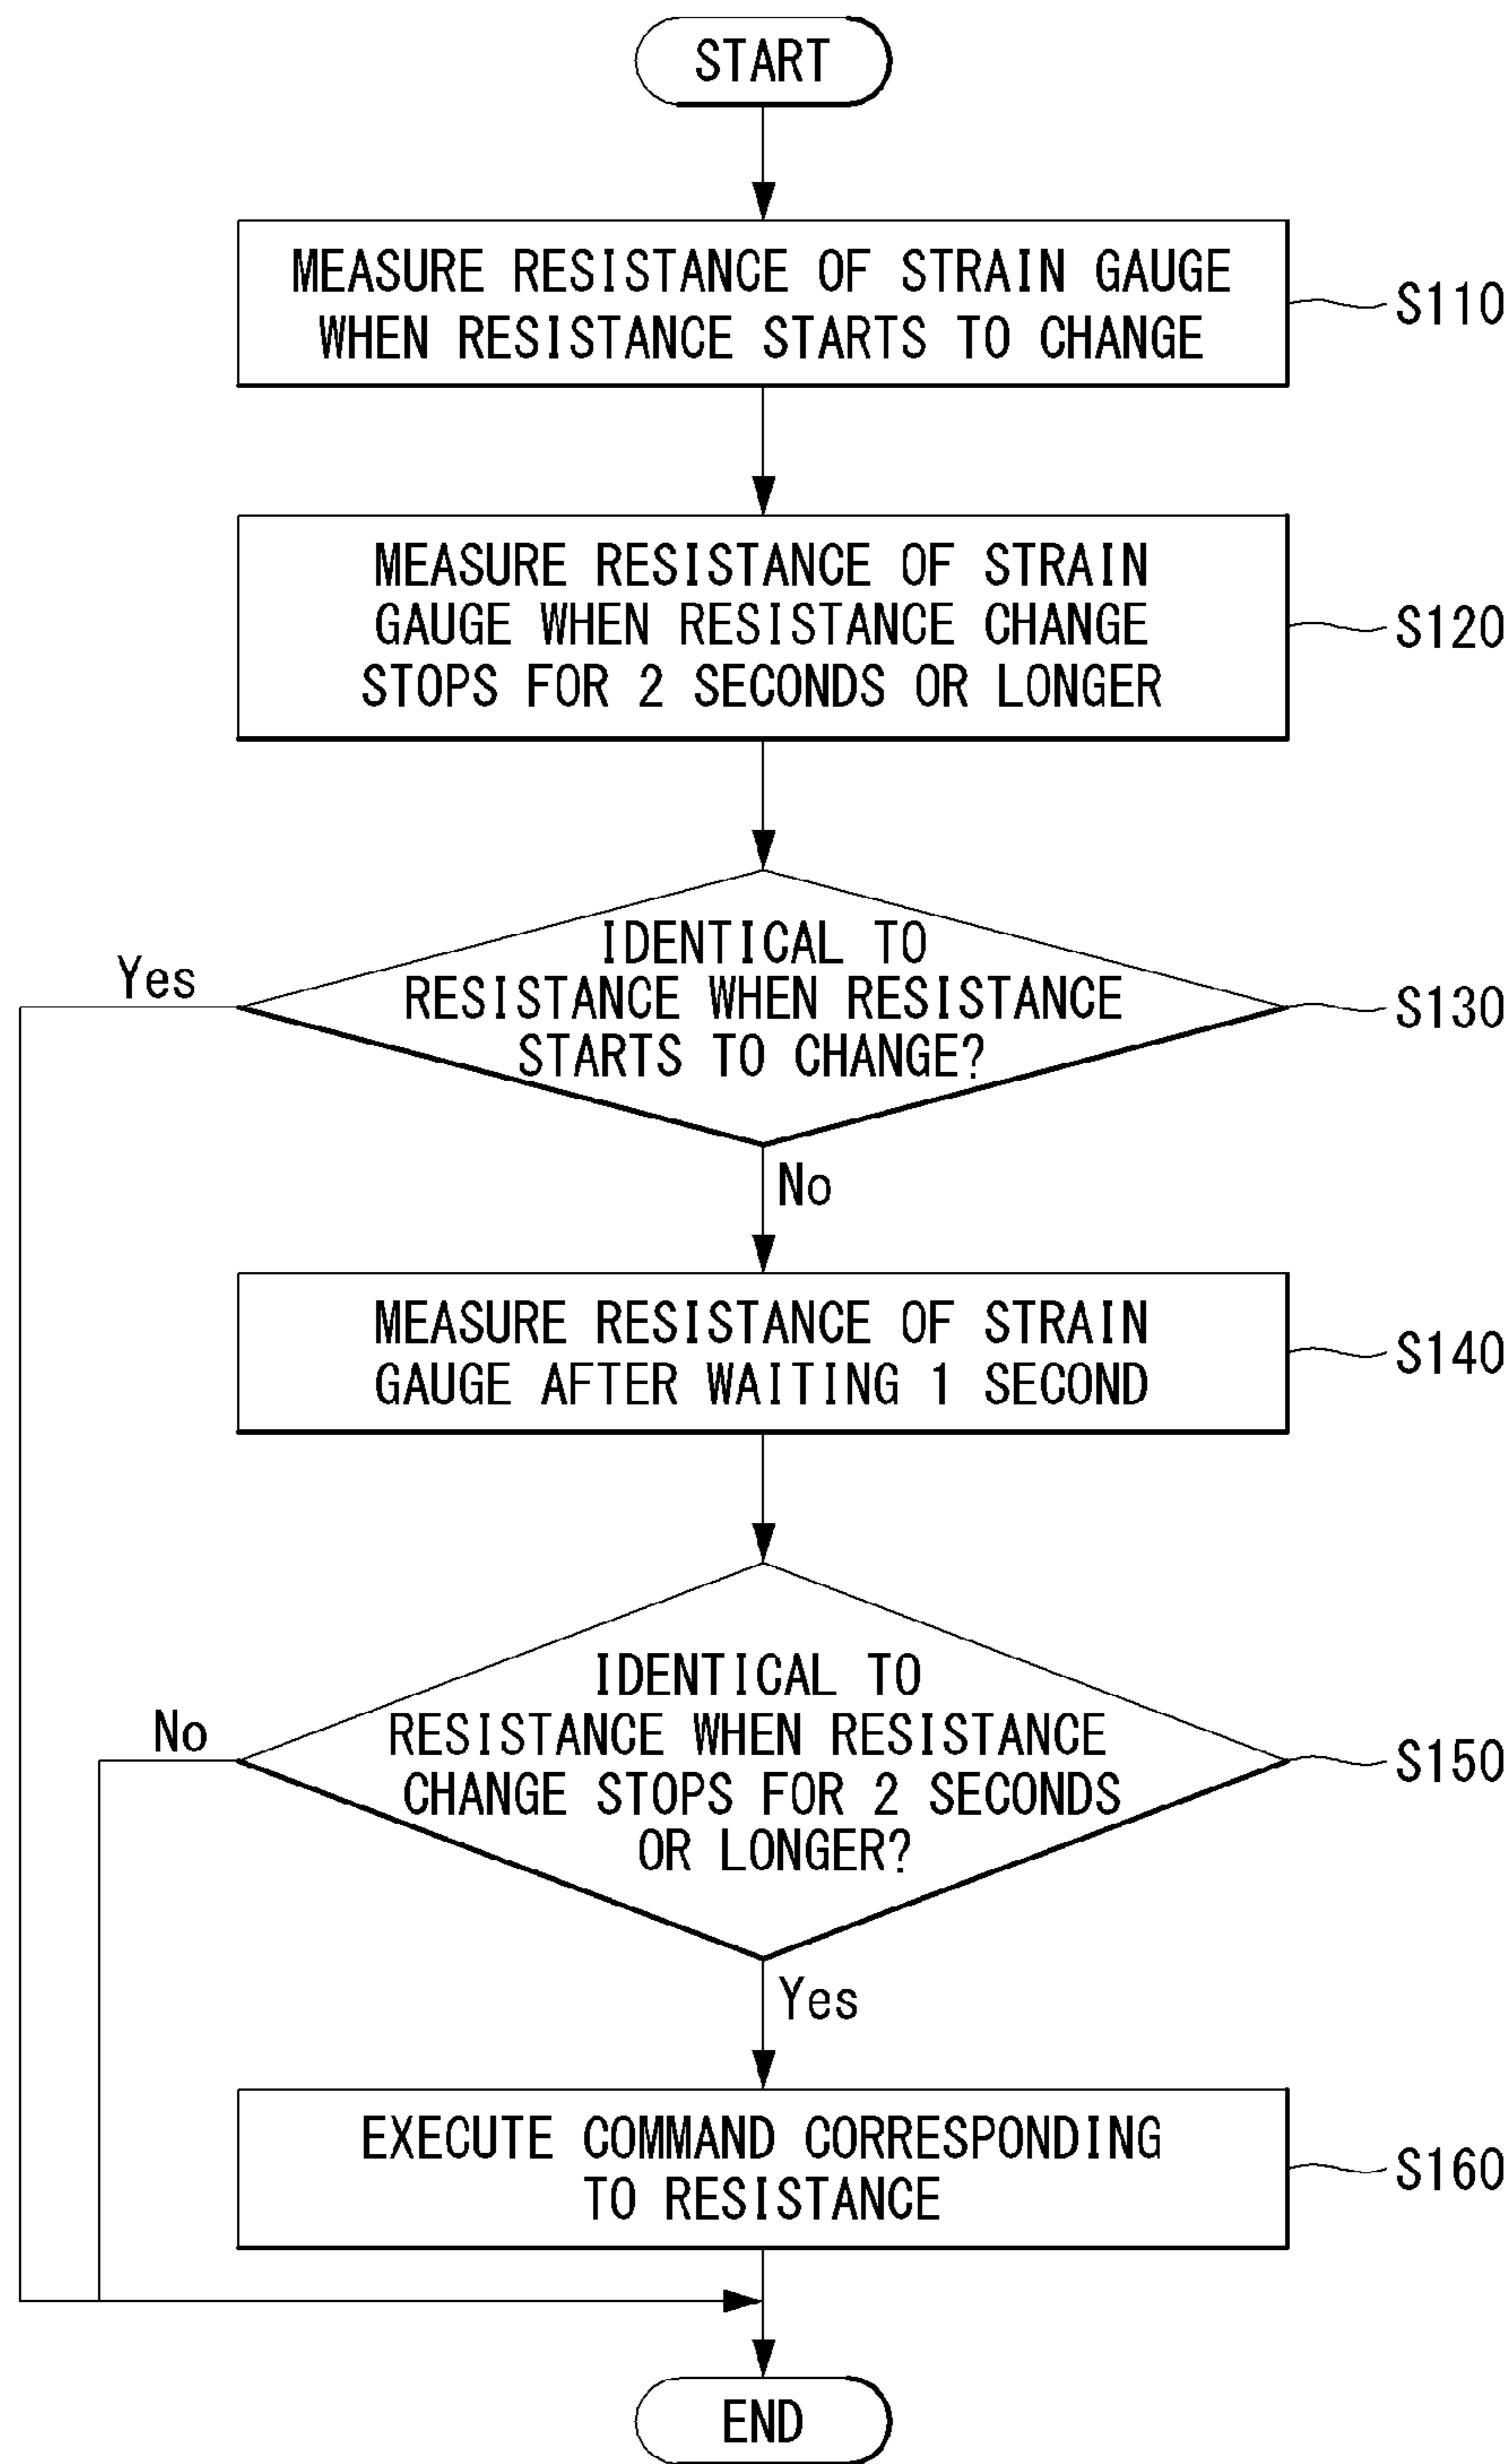 START
MEASURE RESISTANCE OF STRAIN GAUGE
WHEN RESISTANCE STARTS TO CHANGE
S110
MEASURE RESISTANCE OF STRAIN
GAUGE WHEN RESISTANCE CHANGE
STOPS FOR 2 SECONDS OR LONGER
S120
IDENTICAL TO
RESISTANCE WHEN RESISTANCE
STARTS TO CHANGE?
Yes
S130
No
MEASURE RESISTANCE OF STRAIN
GAUGE AFTER WAITING 1 SECOND
S140
IDENTICAL TO
RESISTANCE WHEN RESISTANCE
CHANGE STOPS FOR 2 SECONDS
OR LONGER?
No
S150
Yes
EXECUTE COMMAND CORRESPONDING
TO RESISTANCE
S160
END